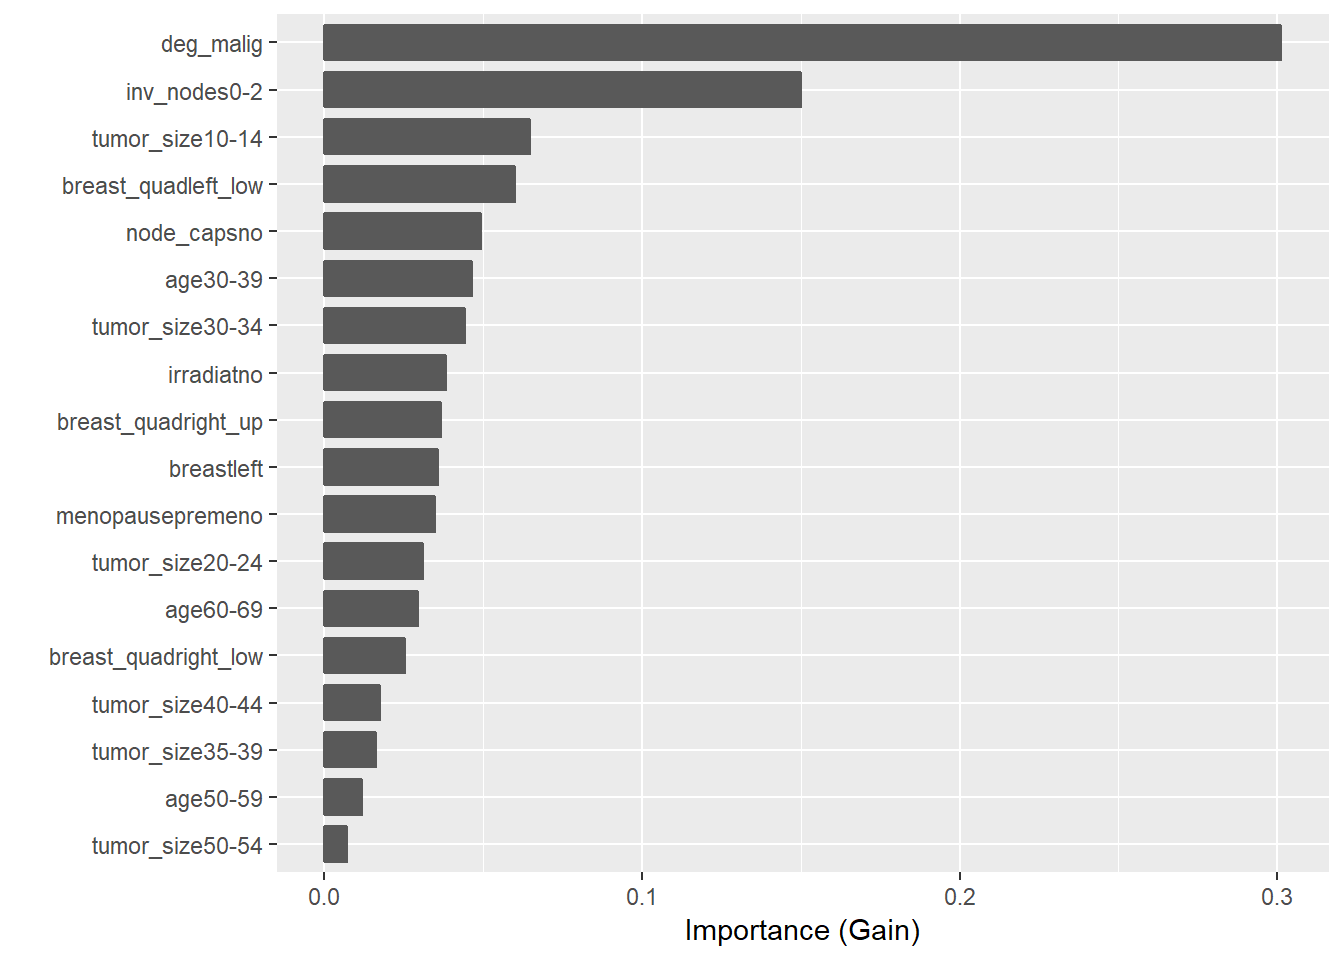 deg_malig
inv_nodes0-2
tumor_size10-14
breast_quadleft_low
node_capsno
age30-39
tumor_size30-34
irradiatno
breast_quadright_up
breastleft
menopausepremeno
tumor_size20-24
age60-69
breast_quadright_low
tumor_size40-44
tumor_size35-39
age50-59
tumor_size50-54
0.0 0.1 0.2 0.3
Importance (Gain)